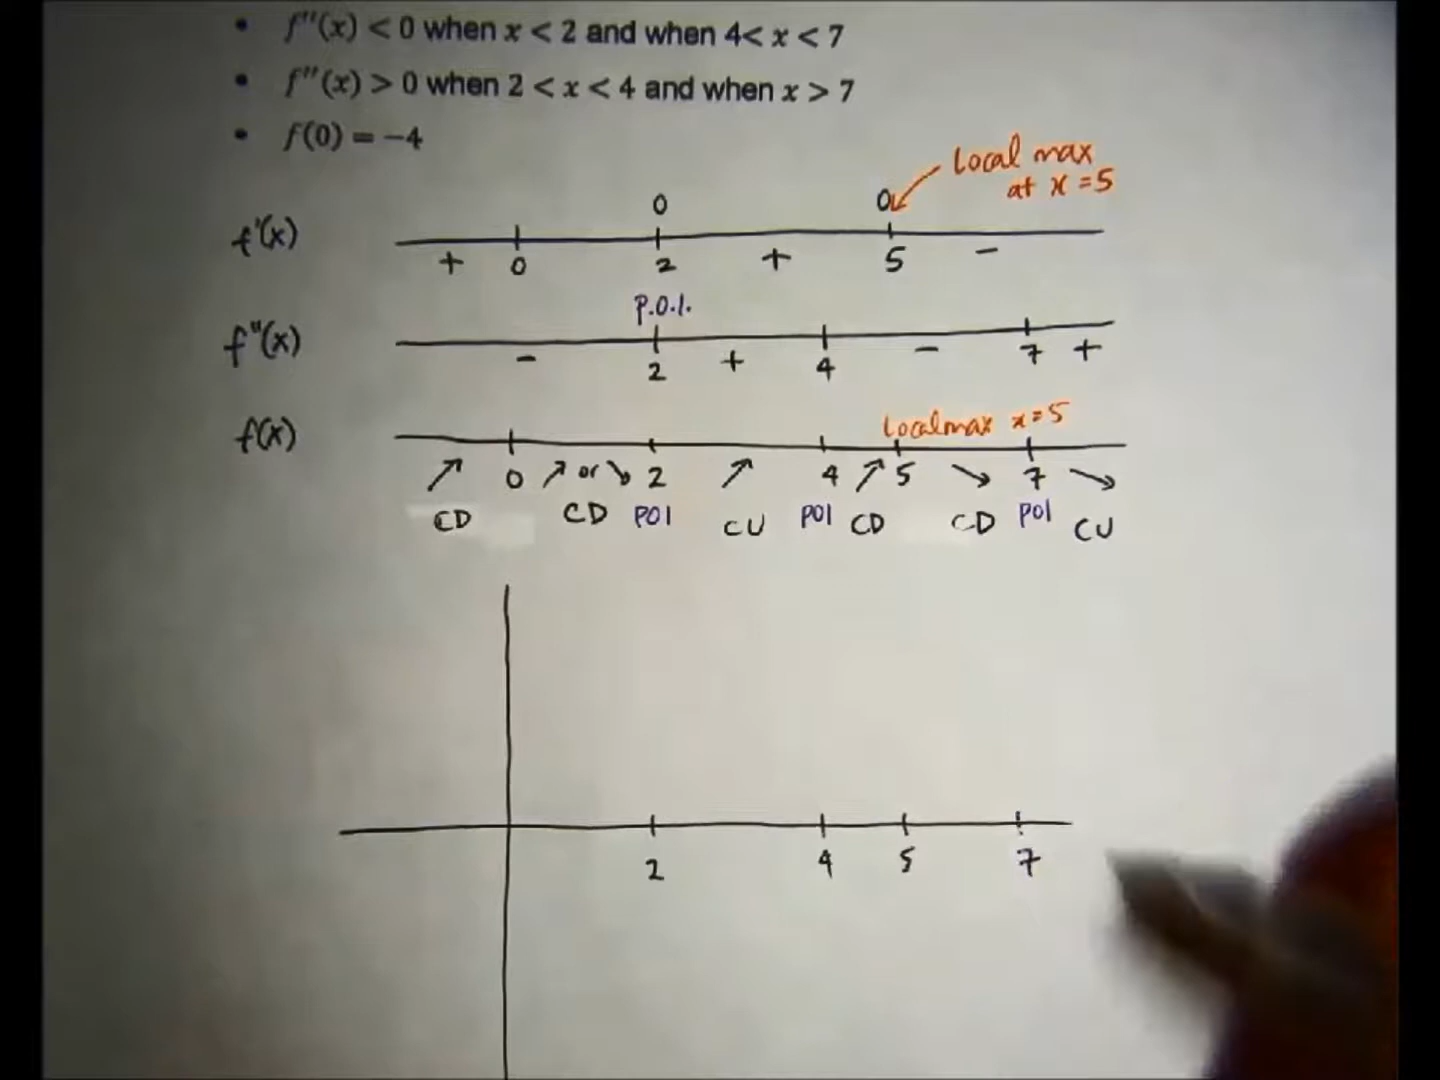 • f''(x) < 0 when x < 2 and when 4< x < 7
• f''(x) > 0 when 2 < x < 4 and when x > 7
• f(0) = −4
Local max
at x = 5
0 0
f'(x)
+ 0 2 + 5 −
P.O.I.
f''(x)
− 2 + 4 − 7 +
Local max x = 5
f(x)
↗ 0 ↗ or ↘ 2 ↗ 4 ↗ 5 ↘ 7 ↘
CD CD POI CU POI CD CD POI CU
2 4 5 7